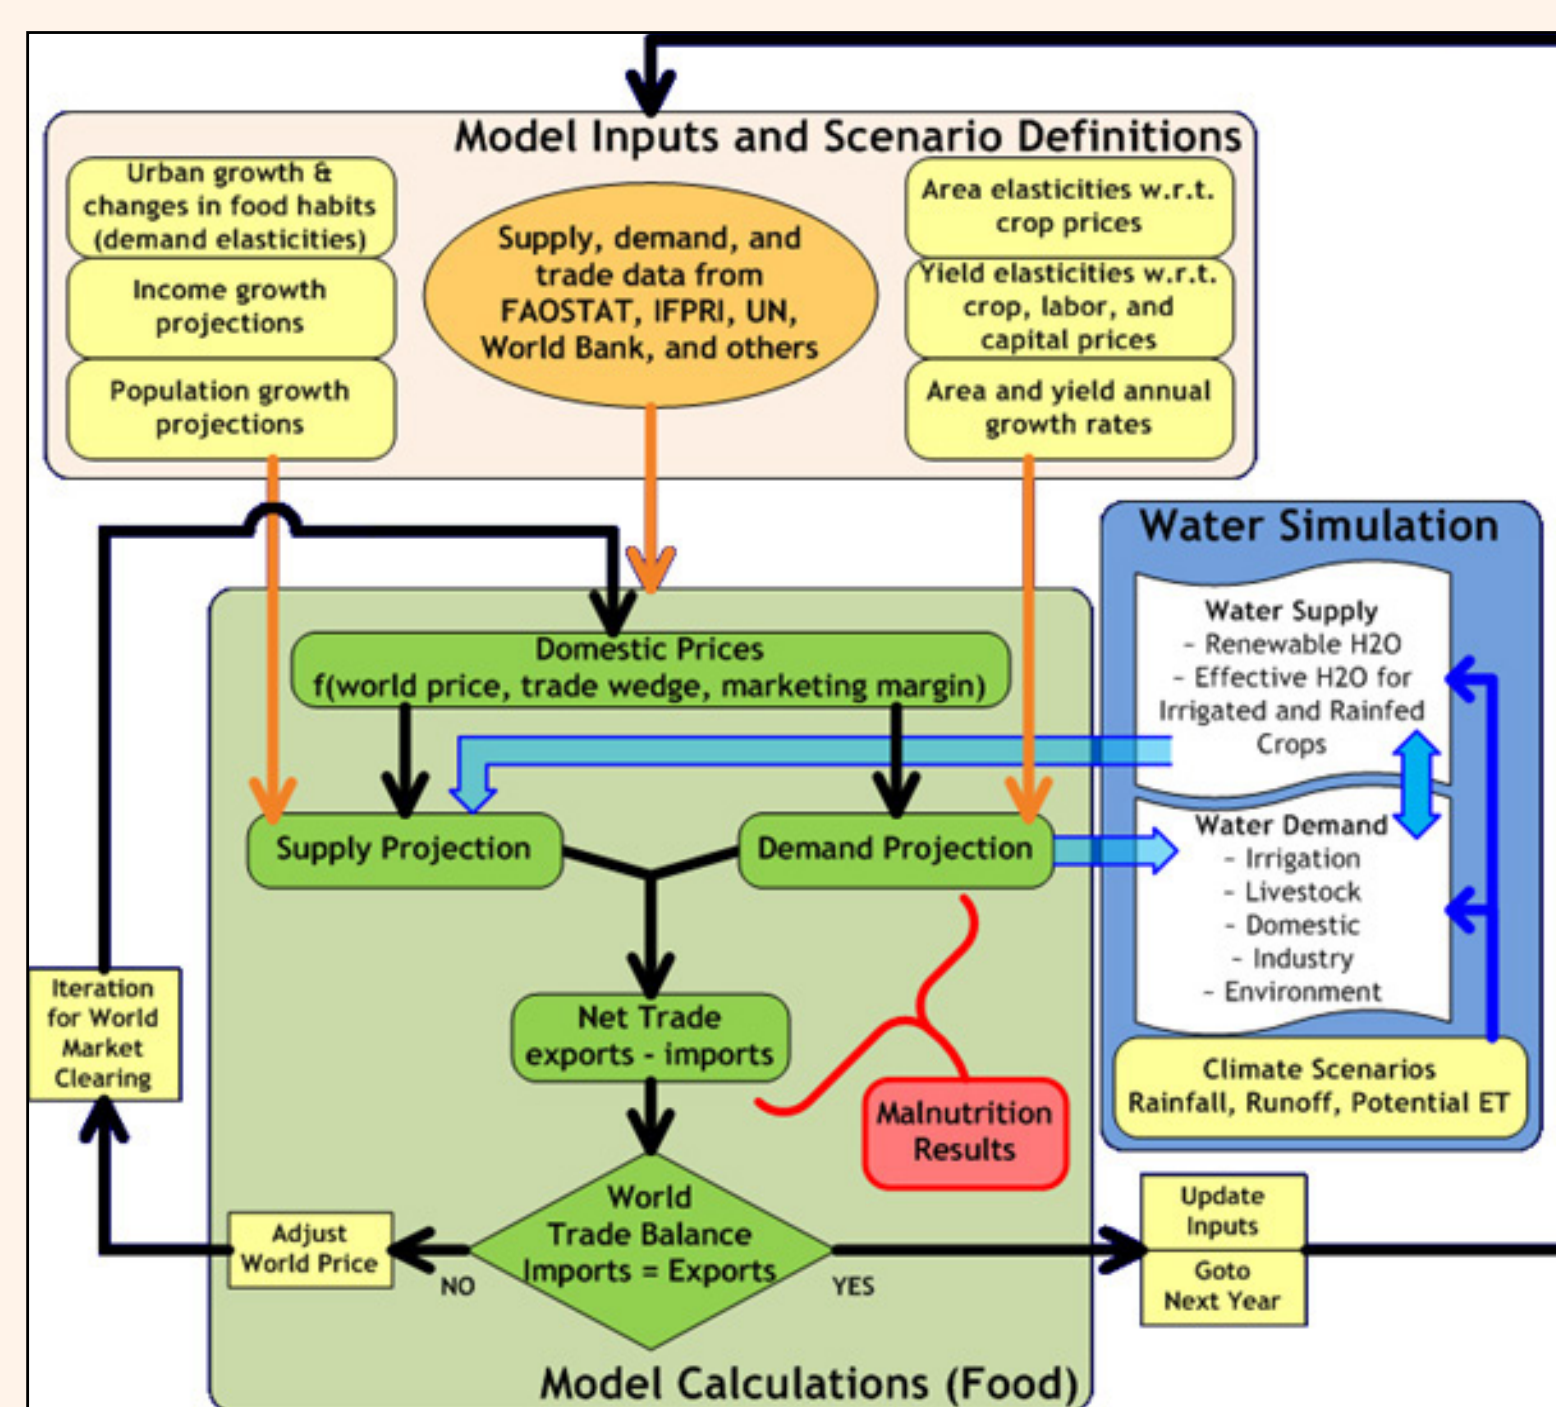 Model Inputs and Scenario Definitions
Urban growth &
changes in food habits
(demand elasticities)
Income growth
projections
Population growth
projections
Supply, demand, and
trade data from
FAOSTAT, IFPRI, UN,
World Bank, and others
Area elasticities w.r.t.
crop prices
Yield elasticities w.r.t.
crop, labor, and
capital prices
Area and yield annual
growth rates
Water Simulation
Water Supply
~ Renewable H2O
~ Effective H2O for
Irrigated and Rainfed
Crops
Water Demand
~ Irrigation
~ Livestock
~ Domestic
~ Industry
~ Environment
Climate Scenarios
Rainfall, Runoff, Potential ET
Domestic Prices
f(world price, trade wedge, marketing margin)
Supply Projection
Demand Projection
Net Trade
exports - imports
Malnutrition
Results
Iteration
for World
Market
Clearing
World
Trade Balance
Imports = Exports
Adjust
World Price
NO
YES
Update
Inputs
Goto
Next Year
Model Calculations (Food)